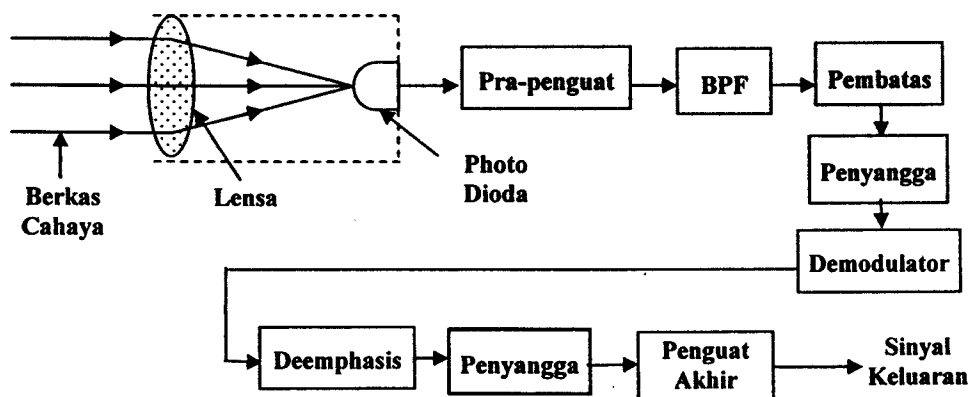 Berkas
Cahaya
Lensa
Photo
Dioda
Pra-penguat
BPF
Pembatas
Penyangga
Demodulator
Deemphasis
Penyangga
Penguat
Akhir
Sinyal
Keluaran